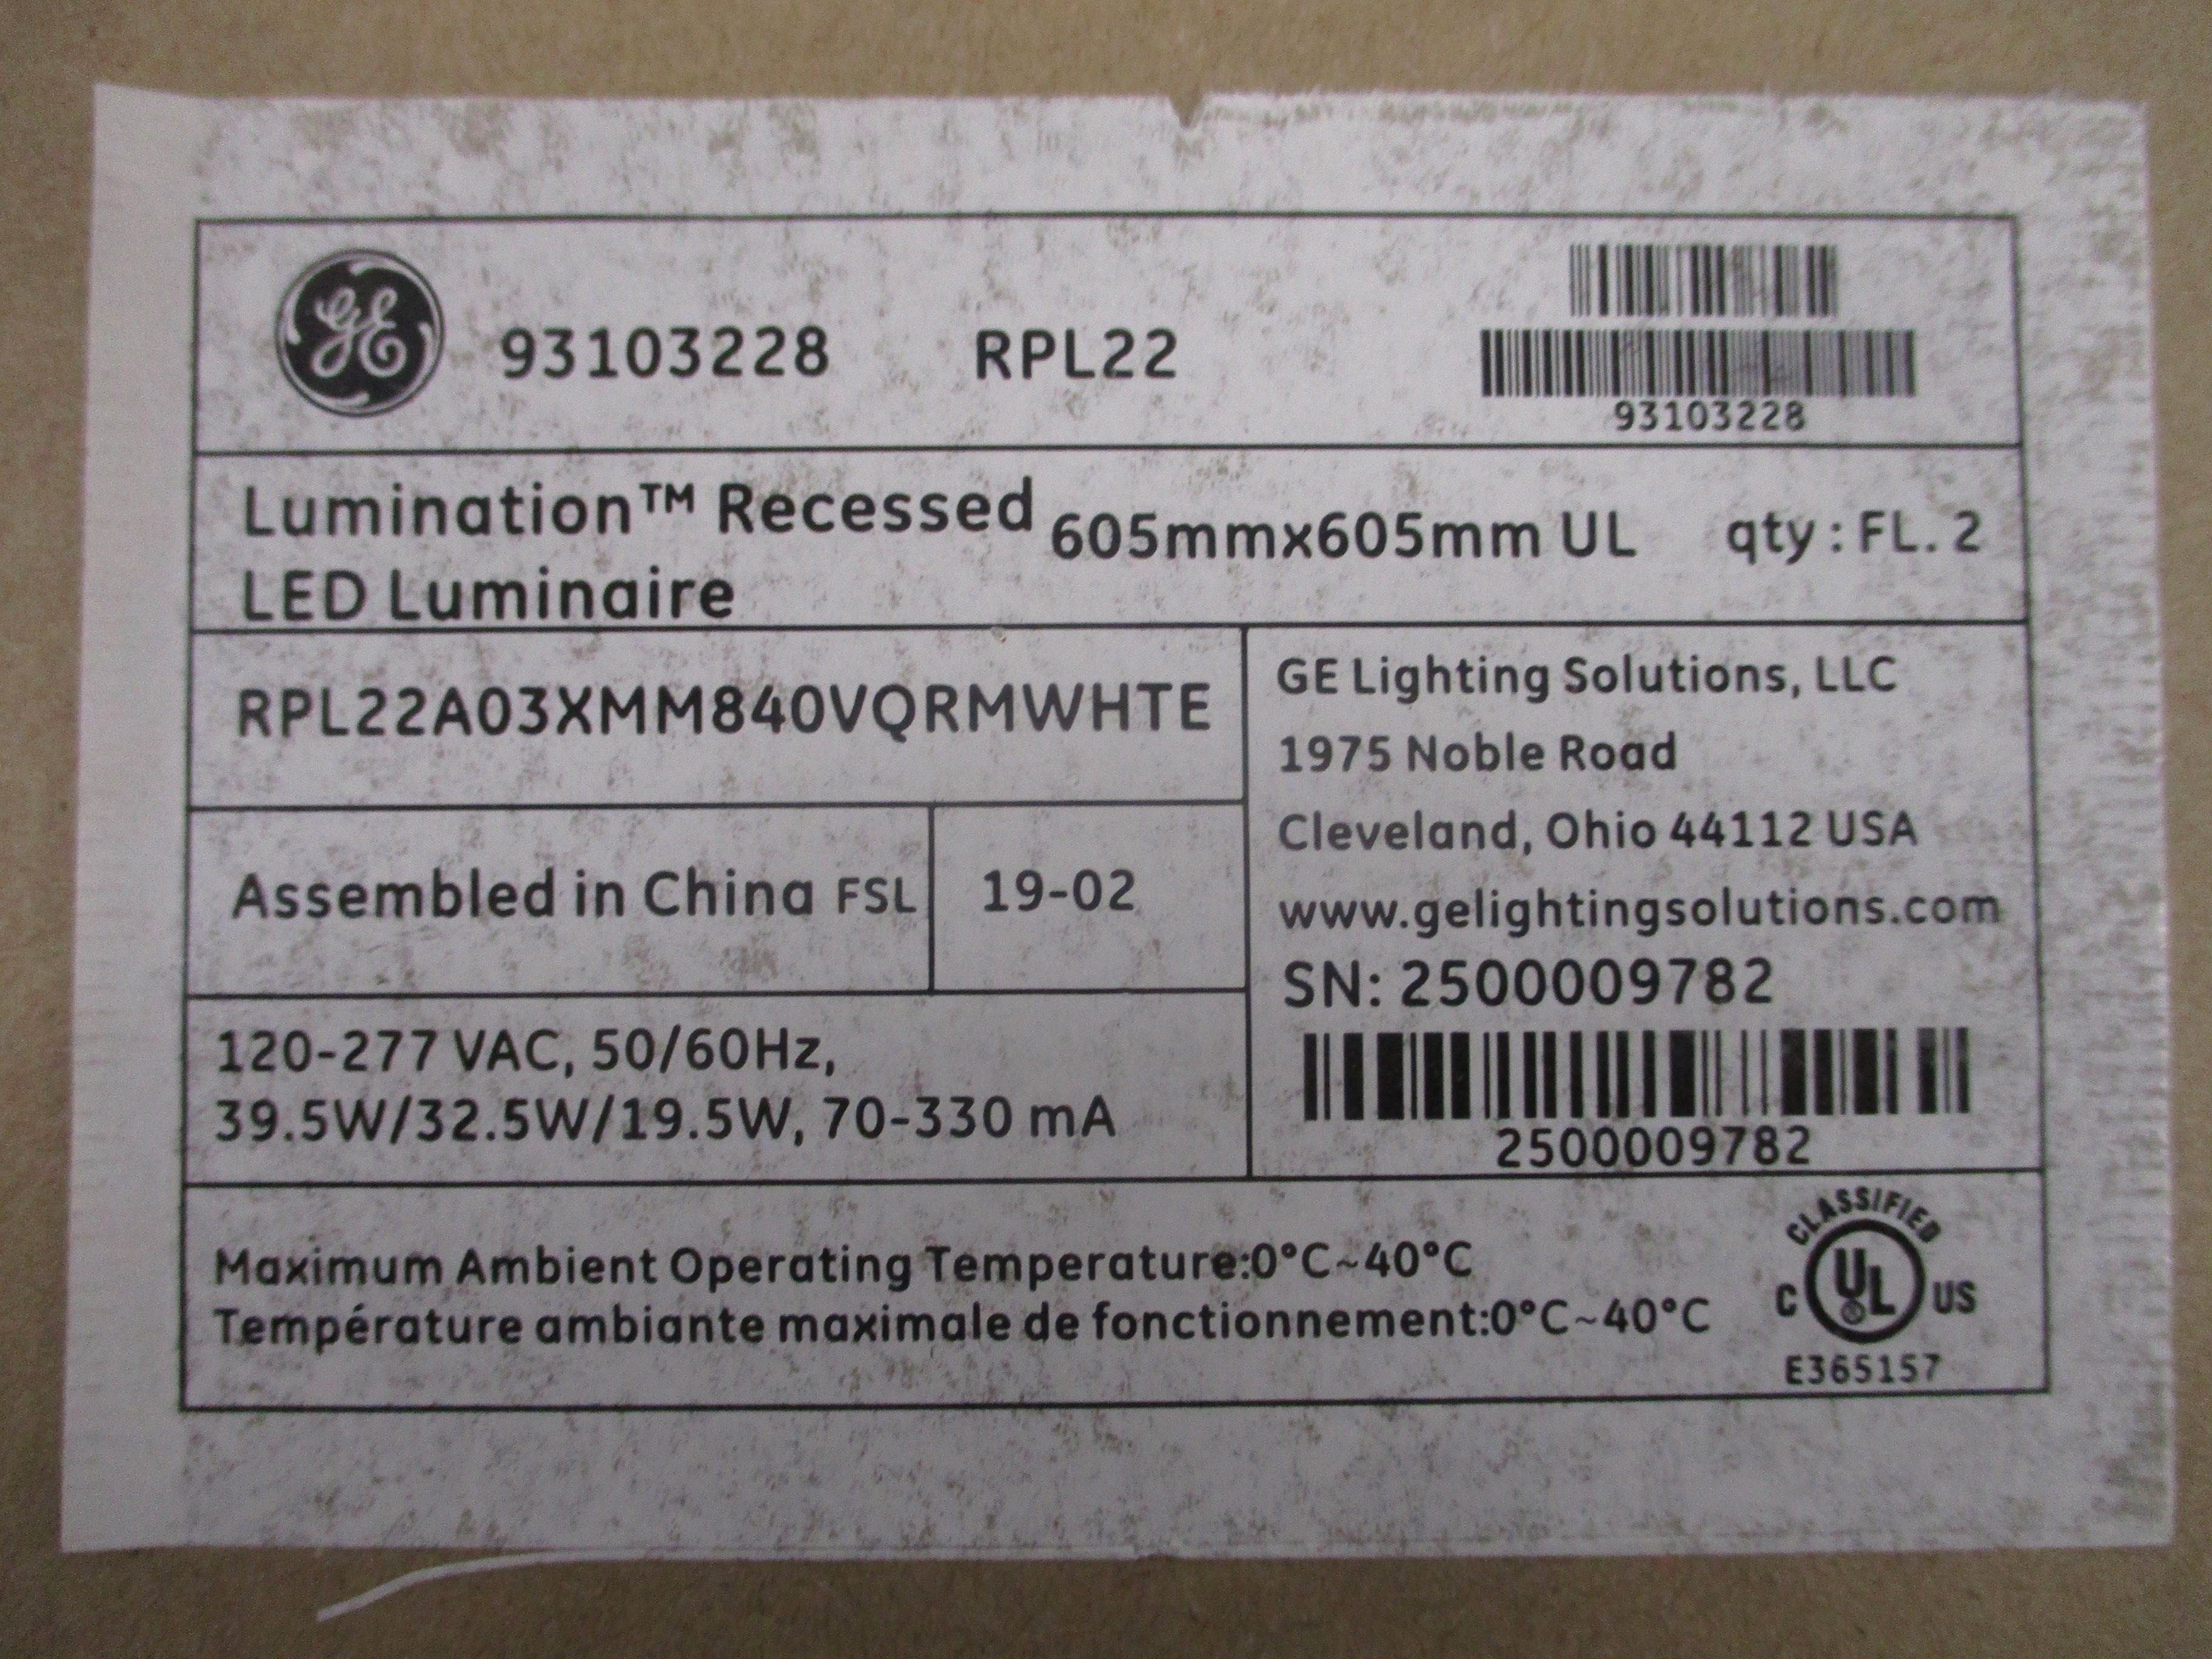 GE 93103228 RPL22
93103228
Lumination™ Recessed
LED Luminaire
605mmx605mm UL qty : FL. 2
RPL22A03XMM840VQRMWHTE
Assembled in China FSL 19-02
120-277 VAC, 50/60Hz,
39.5W/32.5W/19.5W, 70-330 mA
GE Lighting Solutions, LLC
1975 Noble Road
Cleveland, Ohio 44112 USA
www.gelightingsolutions.com
SN: 2500009782
2500009782
Maximum Ambient Operating Temperature:0°C~40°C
Température ambiante maximale de fonctionnement:0°C~40°C
CLASSIFIED
C UL® US
E365157